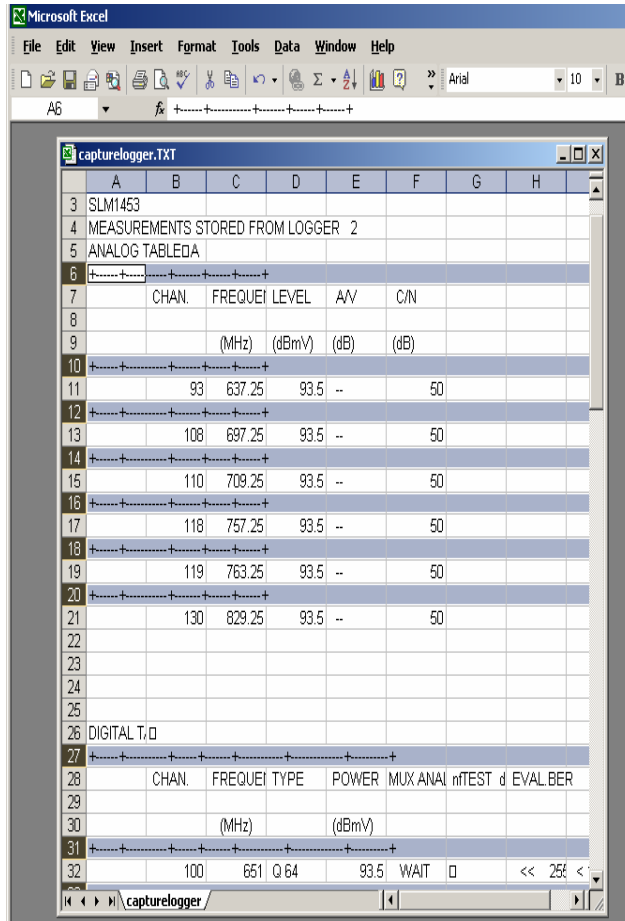 Microsoft Excel
File Edit View Insert Format Tools Data Window Help
Σ ? » Arial 10 B
A6 fx +------+-----------+-------+------+------+
capturelogger.TXT
A B C D E F G H
3 SLM1453
4 MEASUREMENTS STORED FROM LOGGER 2
5 ANALOG TABLE□A
6 +------+-----------+-------+------+------+
7 CHAN. FREQUEN LEVEL A/V C/N
8
9 (MHz) (dBmV) (dB) (dB)
10 +------+-----------+-------+------+------+
11 93 637.25 93.5 -- 50
12 +------+-----------+-------+------+------+
13 108 697.25 93.5 -- 50
14 +------+-----------+-------+------+------+
15 110 709.25 93.5 -- 50
16 +------+-----------+-------+------+------+
17 118 757.25 93.5 -- 50
18 +------+-----------+-------+------+------+
19 119 763.25 93.5 -- 50
20 +------+-----------+-------+------+------+
21 130 829.25 93.5 -- 50
22
23
24
25
26 DIGITAL T
27 +------+-----------+------+------+-----------+--------------+---------+
28 CHAN. FREQUEN TYPE POWER MUX ANAL nfTEST d EVAL.BER
29
30 (MHz) (dBmV)
31 +------+-----------+------+------+-----------+--------------+---------+
32 100 651 Q 64 93.5 WAIT □ << 255 <
capturelogger